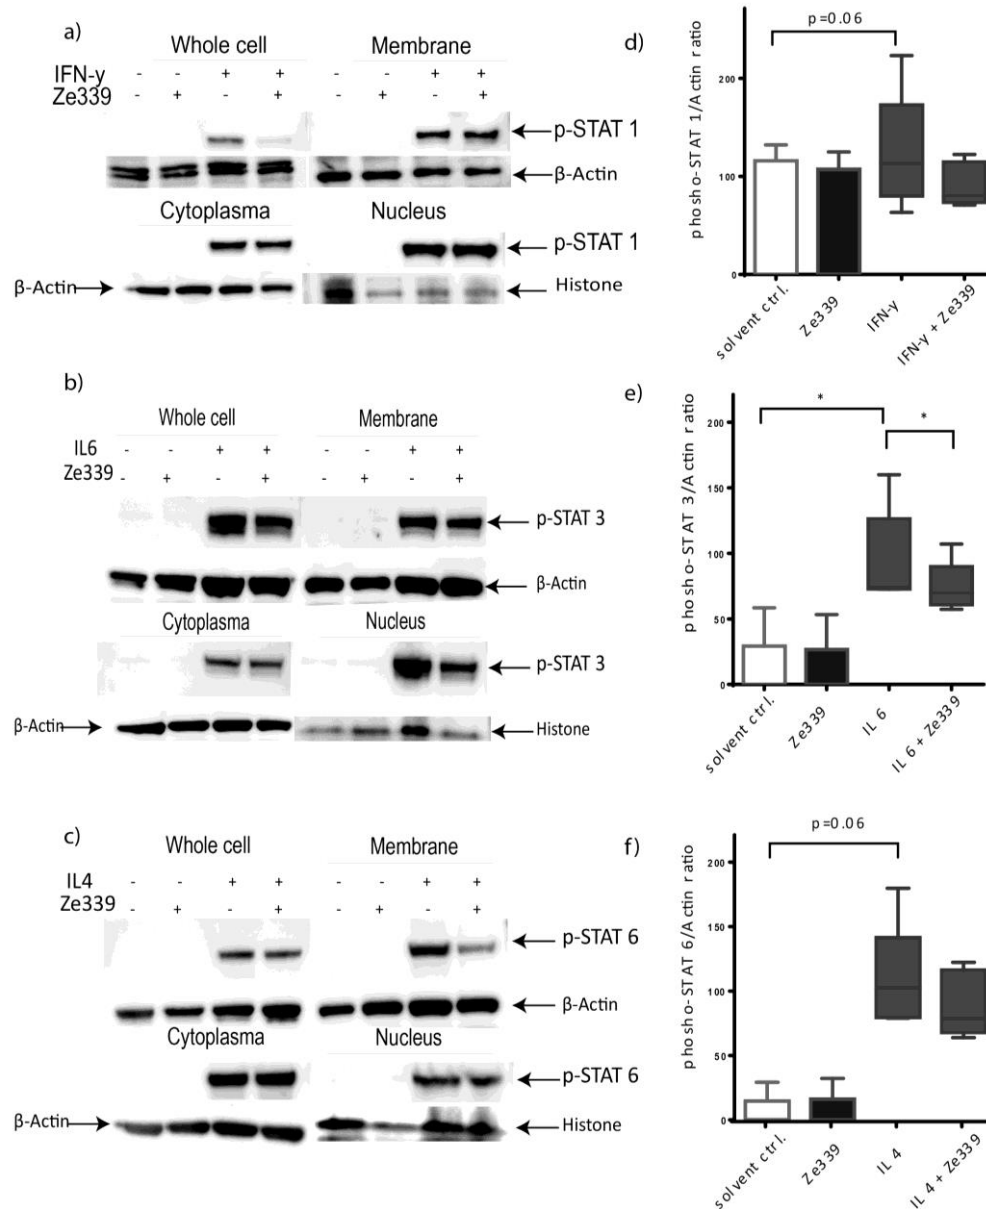 a)
Whole cell Membrane
IFN-y - - + + - - + +
Ze339 - + - + - + - +
p-STAT 1
β-Actin
Cytoplasma Nucleus
p-STAT 1
β-Actin Histone
b)
Whole cell Membrane
IL6 - - + + - - + +
Ze339 - + - + - + - +
p-STAT 3
β-Actin
Cytoplasma Nucleus
p-STAT 3
β-Actin Histone
c)
Whole cell Membrane
IL4 - - + + - - + +
Ze339 - + - + - + - +
p-STAT 6
β-Actin
Cytoplasma Nucleus
p-STAT 6
β-Actin Histone
d)
p=0.06
phosho-STAT 1/Actin ratio
200
100
0
solvent ctrl.
Ze339
IFN-y
IFN-y + Ze339
e)
*
*
phosho-STAT 3/Actin ratio
200
150
100
50
0
solvent ctrl.
Ze339
IL 6
IL 6 + Ze339
f)
p=0.06
phosho-STAT 6/Actin ratio
200
150
100
50
0
solvent ctrl.
Ze339
IL 4
IL 4 + Ze339